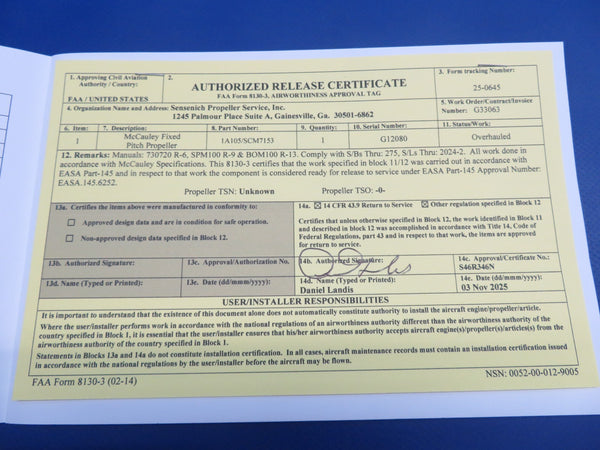 1. Approving Civil Aviation Authority / Country:
FAA / UNITED STATES
2.
AUTHORIZED RELEASE CERTIFICATE
FAA Form 8130-3, AIRWORTHINESS APPROVAL TAG
3. Form tracking Number:
25-0645
4. Organization Name and Address: Sensenich Propeller Service, Inc.
1245 Palmour Place Suite A, Gainesville, Ga. 30501-6862
5. Work Order/Contract/Invoice Number:
G33063
6. Item: 7. Description: 8. Part Number: 9. Quantity: 10. Serial Number: 11. Status/Work:
1 McCauley Fixed Pitch Propeller 1A105/SCM7153 1 G12080 Overhauled
12. Remarks: Manuals: 730720 R-6, SPM100 R-9 & BOM100 R-13. Comply with S/Bs Thru: 275, S/Ls Thru: 2024-2. All work done in
accordance with McCauley Specifications. This 8130-3 certifies that the work specified in block 11/12 was carried out in accordance with
EASA Part-145 and in respect to that work the component is considered ready for release to service under EASA Part-145 Approval Number:
EASA.145.6252.
Propeller TSN: Unknown Propeller TSO: -0-
13a. Certifies the items above were manufactured in conformity to:
Approved design data and are in condition for safe operation.
Non-approved design data specified in Block 12.
14a. 14 CFR 43.9 Return to Service Other regulation specified in Block 12
Certifies that unless otherwise specified in Block 12, the work identified in Block 11
and described in block 12 was accomplished in accordance with Title 14, Code of
Federal Regulations, part 43 and in respect to that work, the items are approved
for return to service.
13b. Authorized Signature: 13c. Approval/Authorization No. 14b. Authorized Signature: 14c. Approval/Certificate No.:
S46R346N
13d. Name (Typed or Printed): 13e. Date (dd/mmm/yyyy): 14d. Name (Typed or Printed): 14e. Date (dd/mmm/yyyy):
Daniel Landis 03 Nov 2025
USER/INSTALLER RESPONSIBILITIES
It is important to understand that the existence of this document alone does not automatically constitute authority to install the aircraft engine/propeller/article.
Where the user/installer performs work in accordance with the national regulations of an airworthiness authority different than the airworthiness authority of the
country specified in Block 1, it is essential that the user/installer ensures that his/her airworthiness authority accepts aircraft engine(s)/propeller(s)/articles(s) from the
airworthiness authority of the country specified in Block 1.
Statements in Blocks 13a and 14a do not constitute installation certification. In all cases, aircraft maintenance records must contain an installation certification issued
in accordance with the national regulations by the user/installer before the aircraft may be flown.
FAA Form 8130-3 (02-14) NSN: 0052-00-012-9005